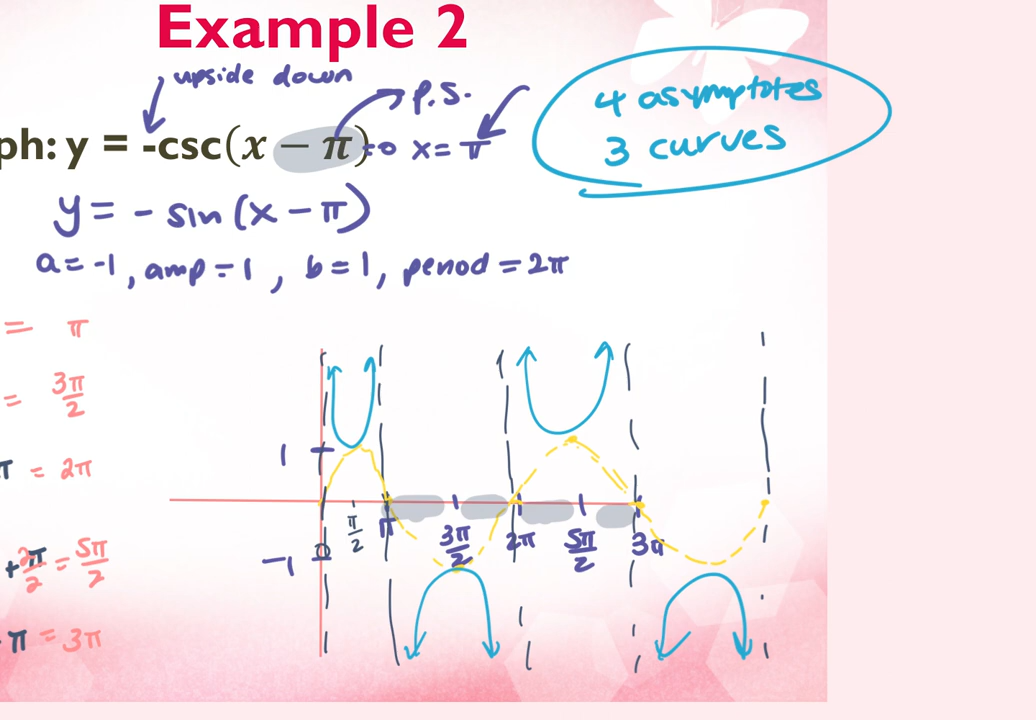 Example 2
upside down
p.s.
4 asymptotes
3 curves
ph: y = -csc(x − π) x = π
y = - sin (x - π)
a = -1, amp = 1, b = 1, period = 2π
= π
= 3π/2
π = 2π
+ π/2 = 5π/2
π = 3π
1
-1
0
π/2
π
3π/2
2π
5π/2
3π